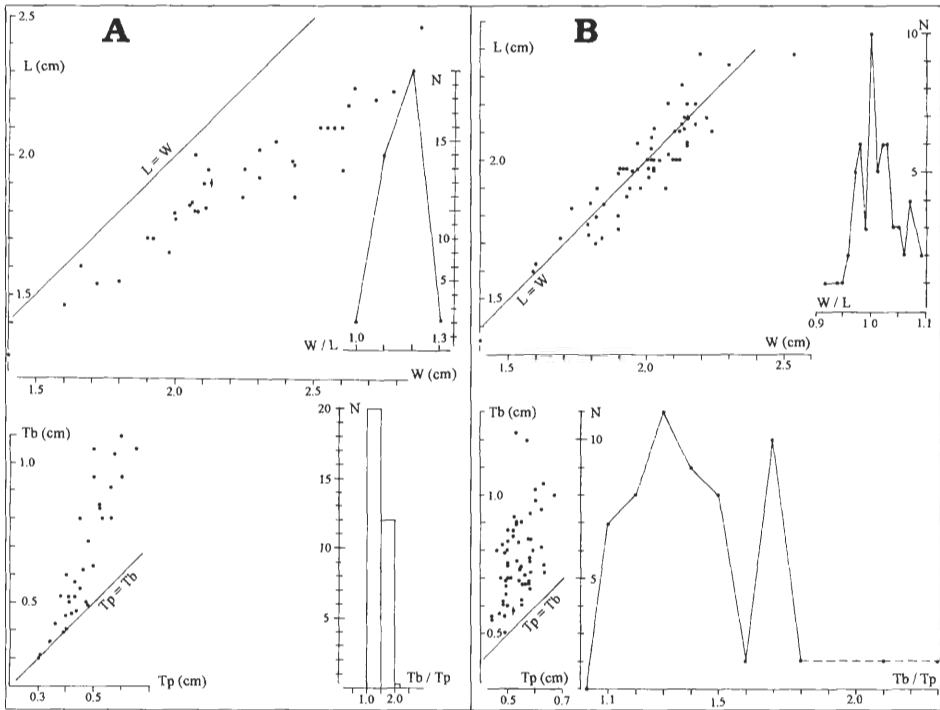 A
2.5
L (cm)
2.0
1.5
L = W
N
15
10
5
1.0
1.3
W / L
W (cm)
1.5
2.0
2.5
B
L (cm)
2.0
1.5
L = W
N
10
5
W / L
0.9
1.0
1.1
W (cm)
1.5
2.0
2.5
Tb (cm)
1.0
0.5
Tp = Tb
0.3
0.5
Tp (cm)
20
N
15
10
5
1.0
2.0
Tb / Tp
Tb (cm)
1.0
0.5
Tp = Tb
Tp (cm)
0.5
0.7
N
10
5
1.1
1.5
2.0
Tb / Tp